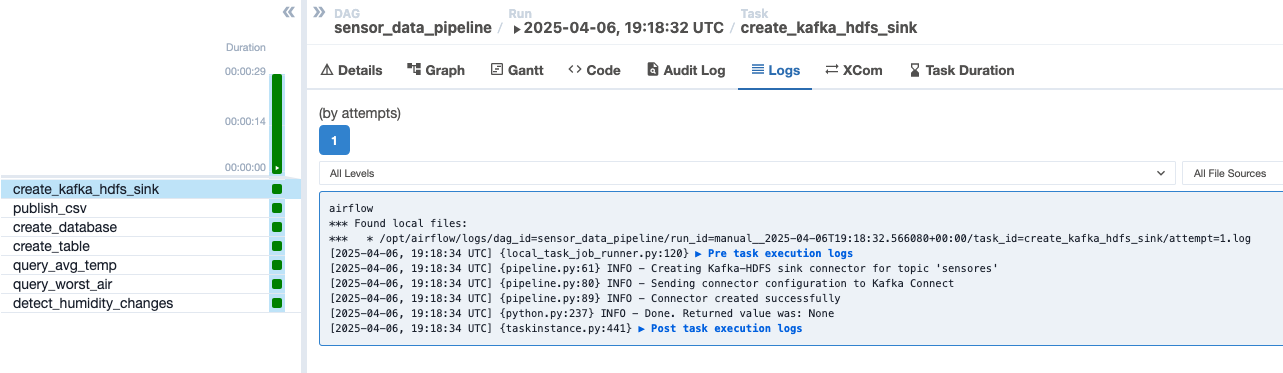 « » DAG Run Task
sensor_data_pipeline / ▶ 2025-04-06, 19:18:32 UTC / create_kafka_hdfs_sink
Duration
00:00:29
00:00:14
00:00:00
create_kafka_hdfs_sink
publish_csv
create_database
create_table
query_avg_temp
query_worst_air
detect_humidity_changes
Details Graph Gantt <> Code Audit Log Logs XCom Task Duration
(by attempts)
1
All Levels All File Sources
airflow
*** Found local files:
***   * /opt/airflow/logs/dag_id=sensor_data_pipeline/run_id=manual__2025-04-06T19:18:32.566080+00:00/task_id=create_kafka_hdfs_sink/attempt=1.log
[2025-04-06, 19:18:34 UTC] {local_task_job_runner.py:120} ▶ Pre task execution logs
[2025-04-06, 19:18:34 UTC] {pipeline.py:61} INFO - Creating Kafka-HDFS sink connector for topic 'sensores'
[2025-04-06, 19:18:34 UTC] {pipeline.py:80} INFO - Sending connector configuration to Kafka Connect
[2025-04-06, 19:18:34 UTC] {pipeline.py:89} INFO - Connector created successfully
[2025-04-06, 19:18:34 UTC] {python.py:237} INFO - Done. Returned value was: None
[2025-04-06, 19:18:34 UTC] {taskinstance.py:441} ▶ Post task execution logs